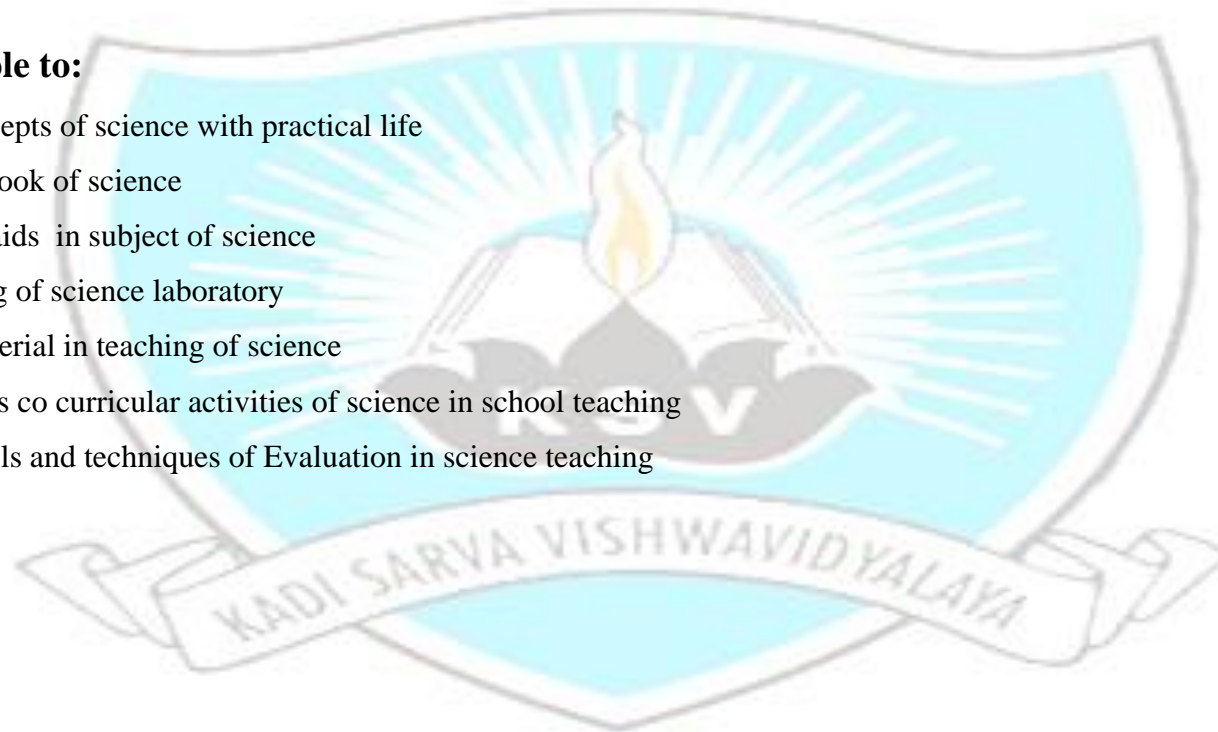 ole to:
epts of science with practical life
ook of science
aids in subject of science
g of science laboratory
erial in teaching of science
s co curricular activities of science in school teaching
ls and techniques of Evaluation in science teaching
KSV
KADI SARVA VISHWAVIDYALAYA